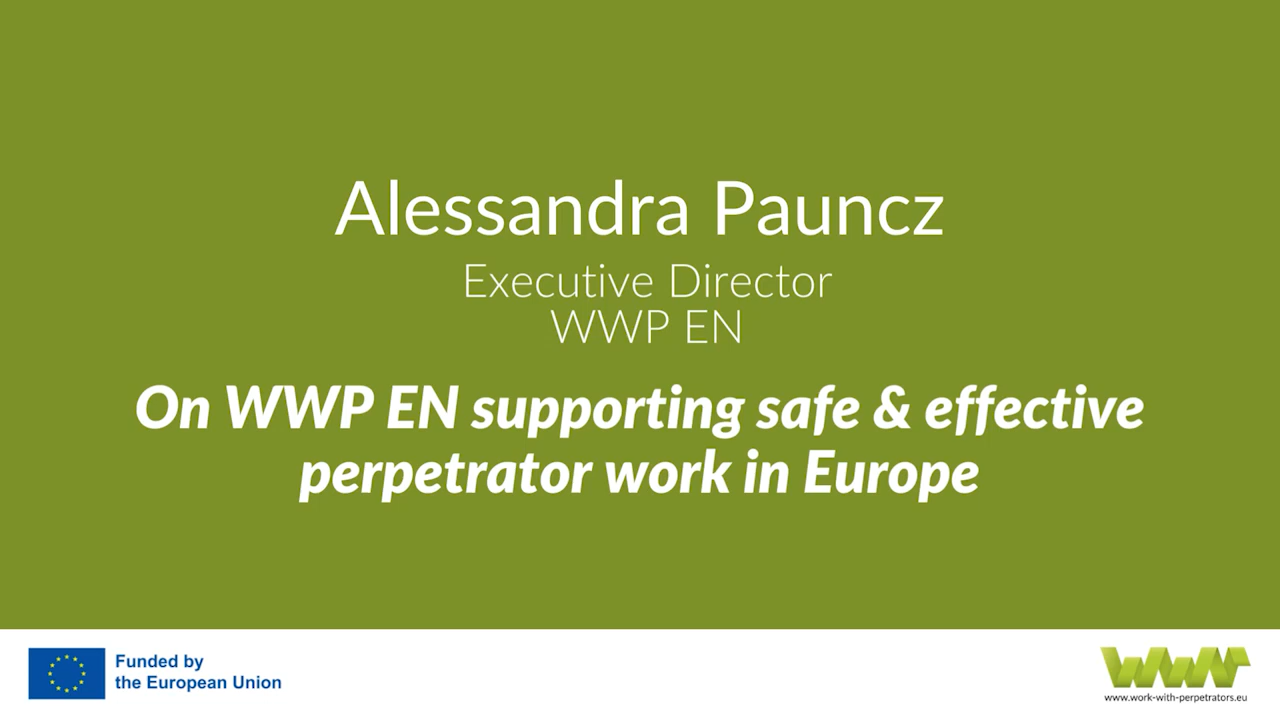 Alessandra Pauncz
Executive Director
WWP EN
On WWP EN supporting safe & effective
perpetrator work in Europe
Funded by
the European Union
WWP
www.work-with-perpetrators.eu